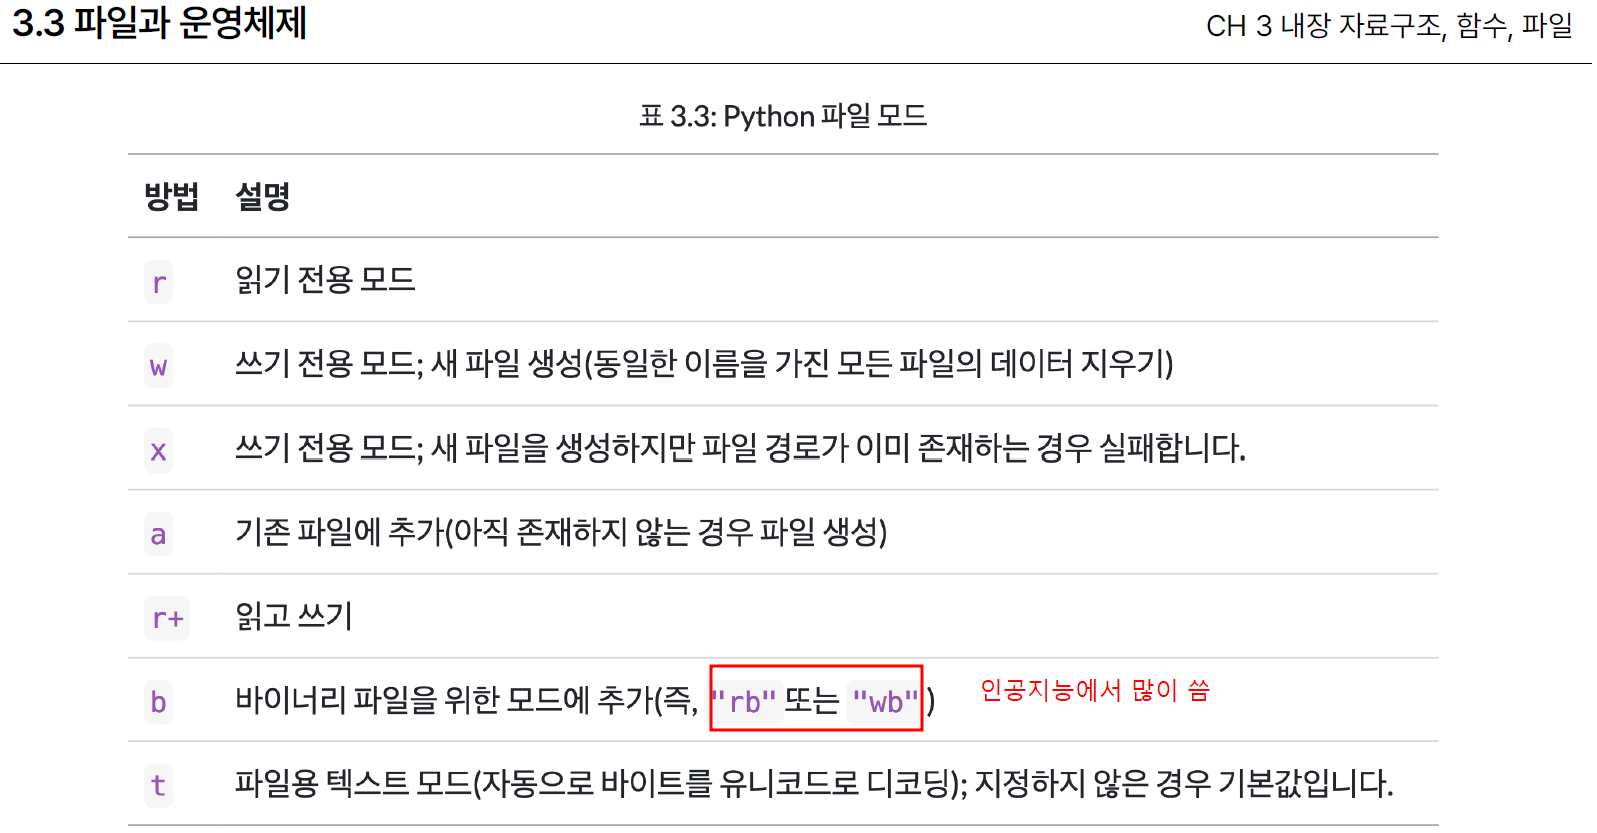 3.3 파일과 운영체제
CH 3 내장 자료구조, 함수, 파일
표 3.3: Python 파일 모드
방법 설명
r 읽기 전용 모드
w 쓰기 전용 모드; 새 파일 생성(동일한 이름을 가진 모든 파일의 데이터 지우기)
x 쓰기 전용 모드; 새 파일을 생성하지만 파일 경로가 이미 존재하는 경우 실패합니다.
a 기존 파일에 추가(아직 존재하지 않는 경우 파일 생성)
r+ 읽고 쓰기
b 바이너리 파일을 위한 모드에 추가(즉, "rb" 또는 "wb") 인공지능에서 많이 씀
t 파일용 텍스트 모드(자동으로 바이트를 유니코드로 디코딩); 지정하지 않은 경우 기본값입니다.